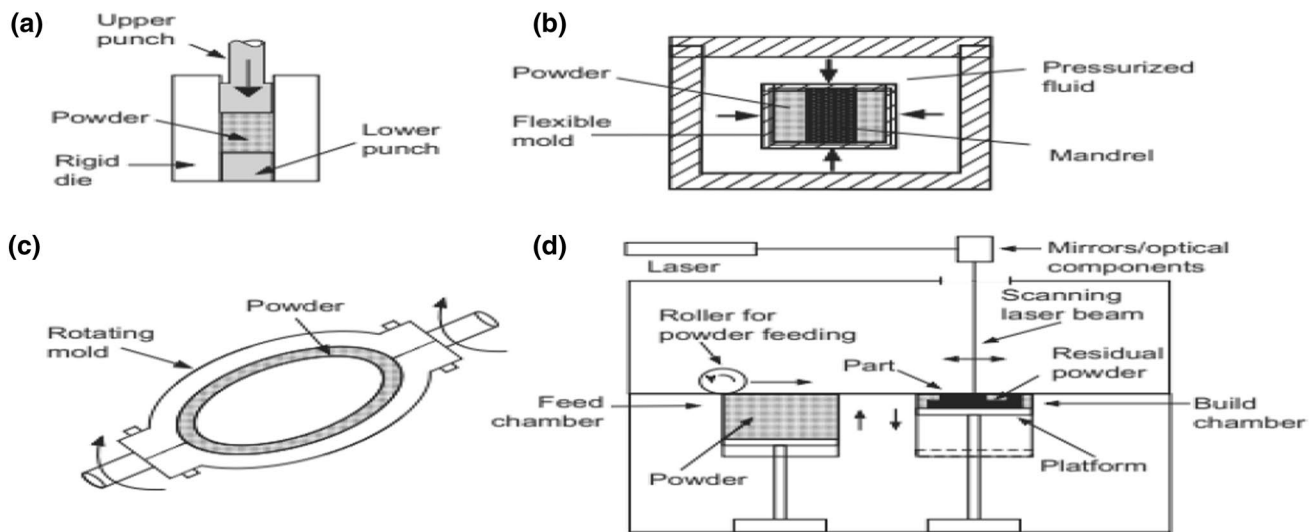 (a)
Upper
punch
Powder
Rigid
die
Lower
punch
(b)
Powder
Flexible
mold
Pressurized
fluid
Mandrel
(c)
Powder
Rotating
mold
(d)
Laser
Mirrors/optical
components
Scanning
laser beam
Roller for
powder feeding
Part
Residual
powder
Feed
chamber
Build
chamber
Powder
Platform